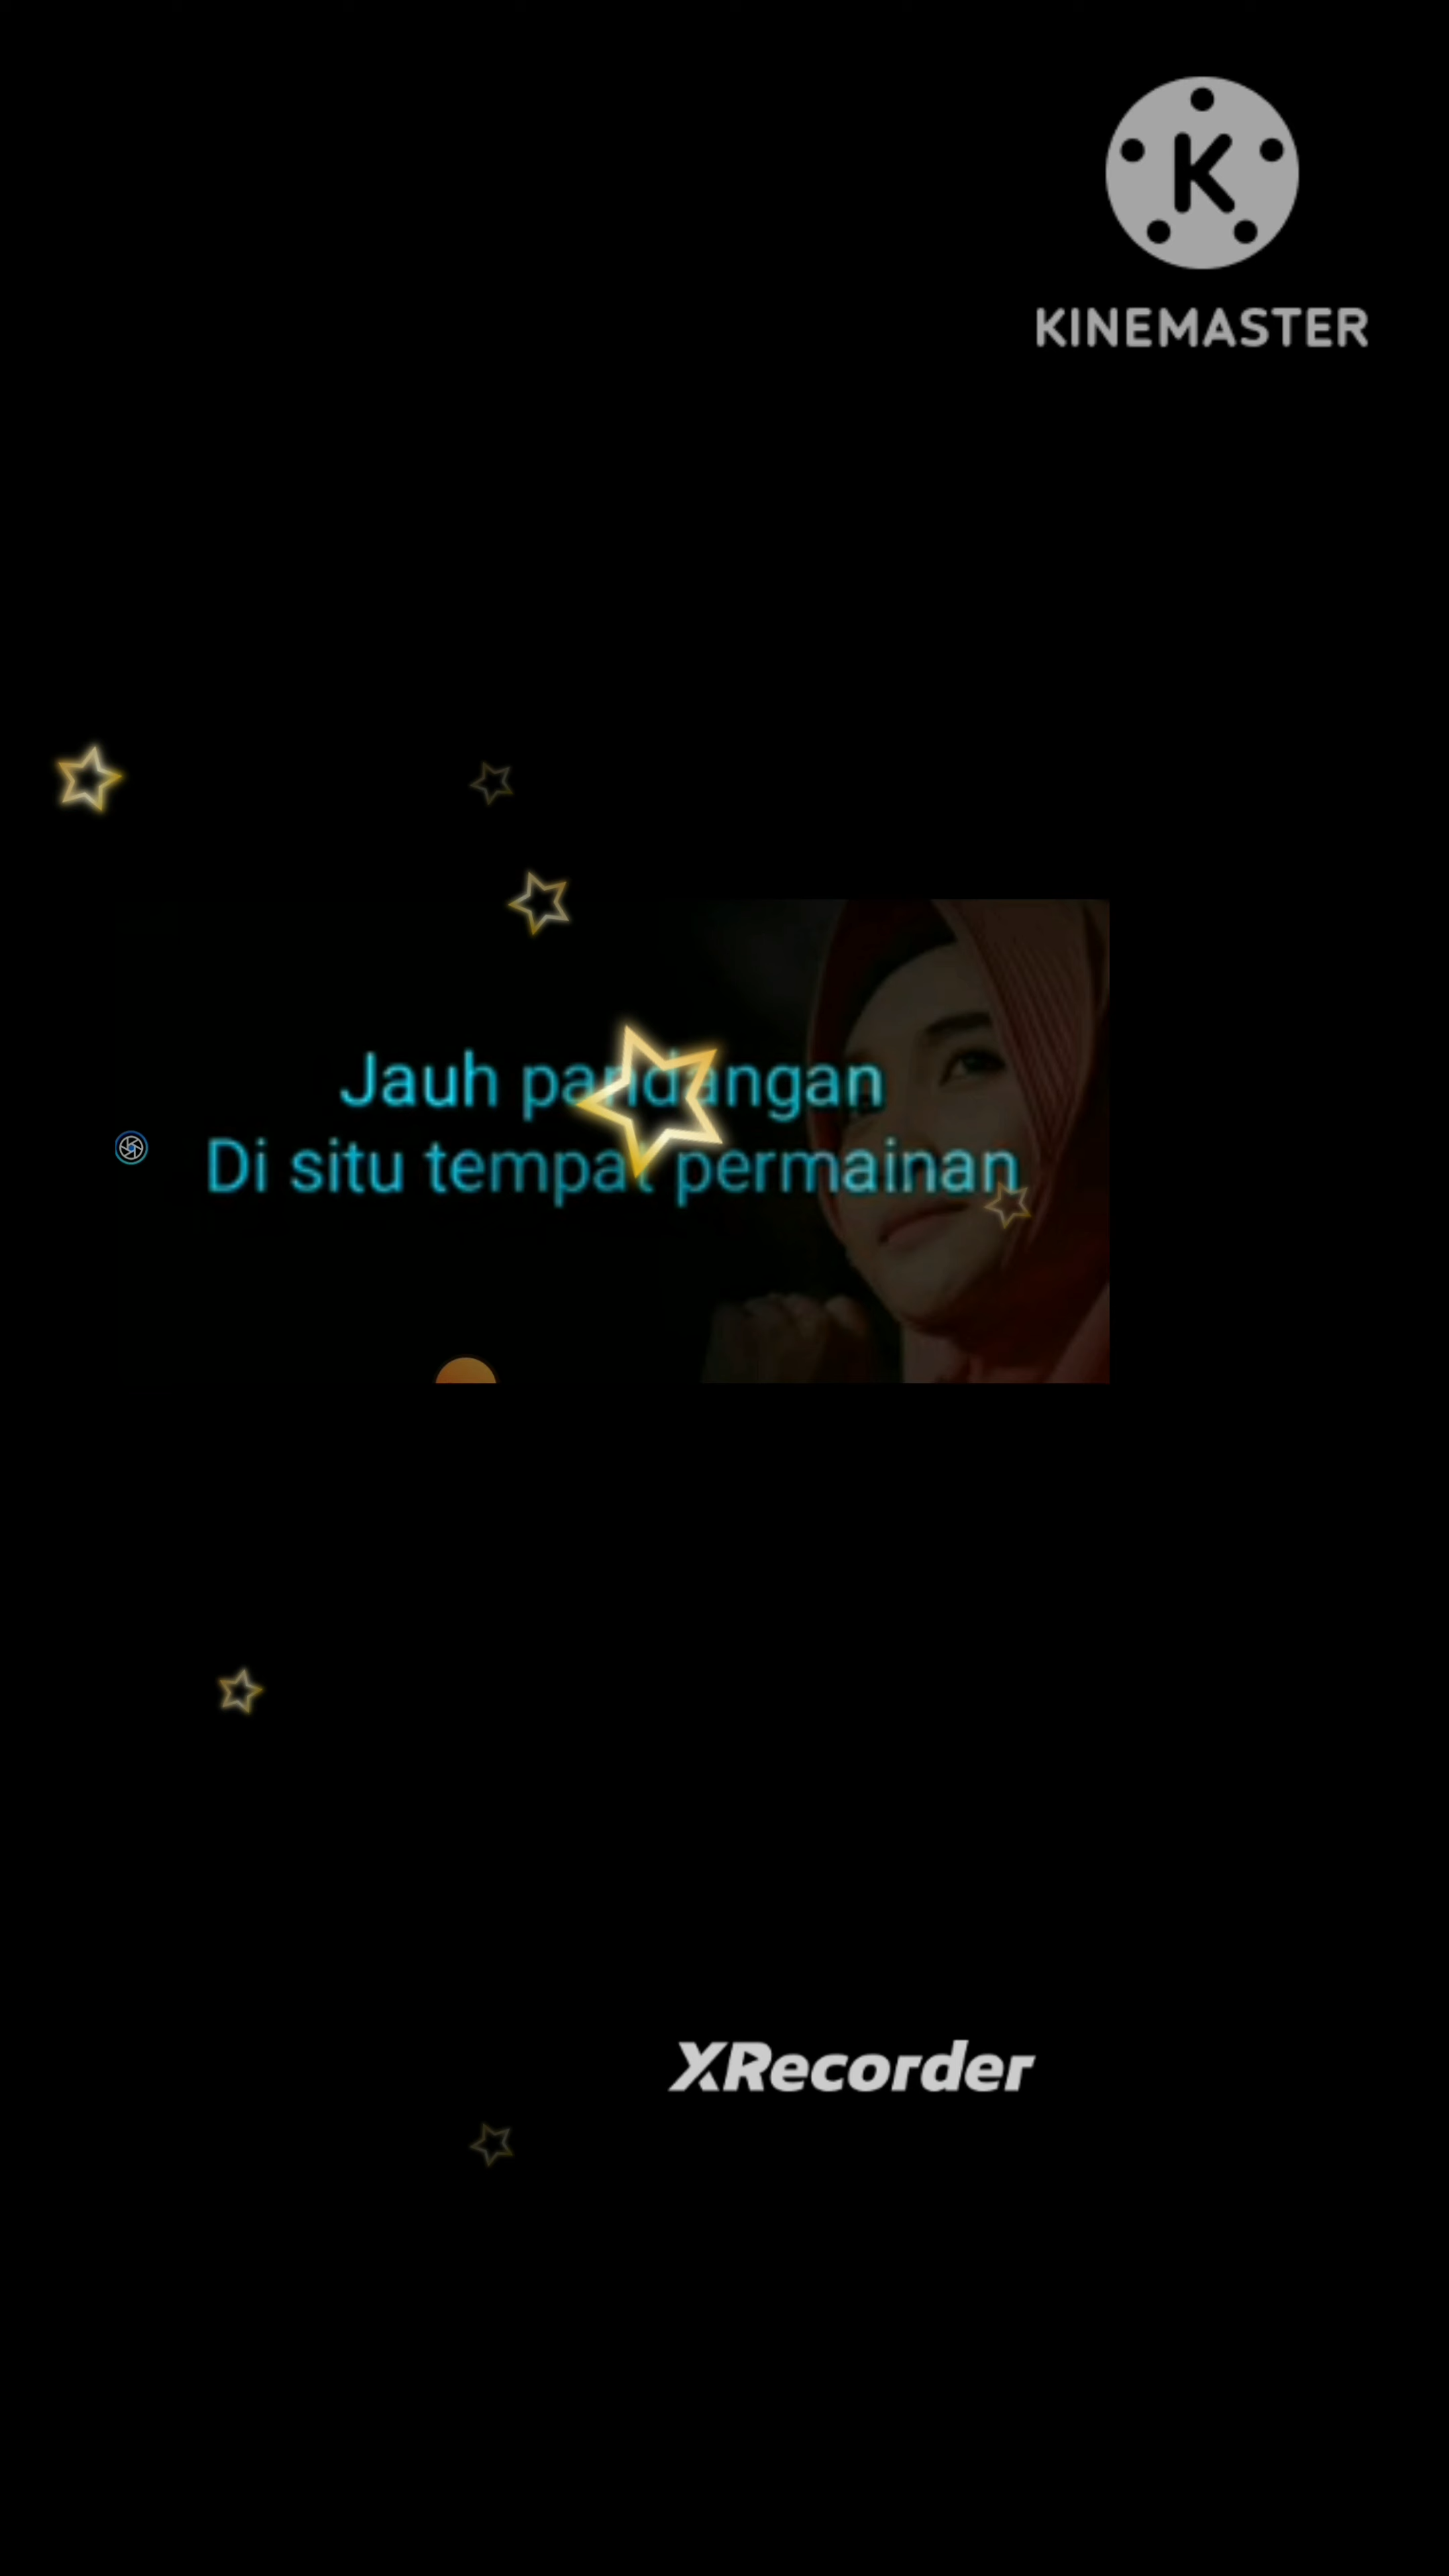 K
KINEMASTER
Jauh pandangan
Di situ tempat permainan
XRecorder